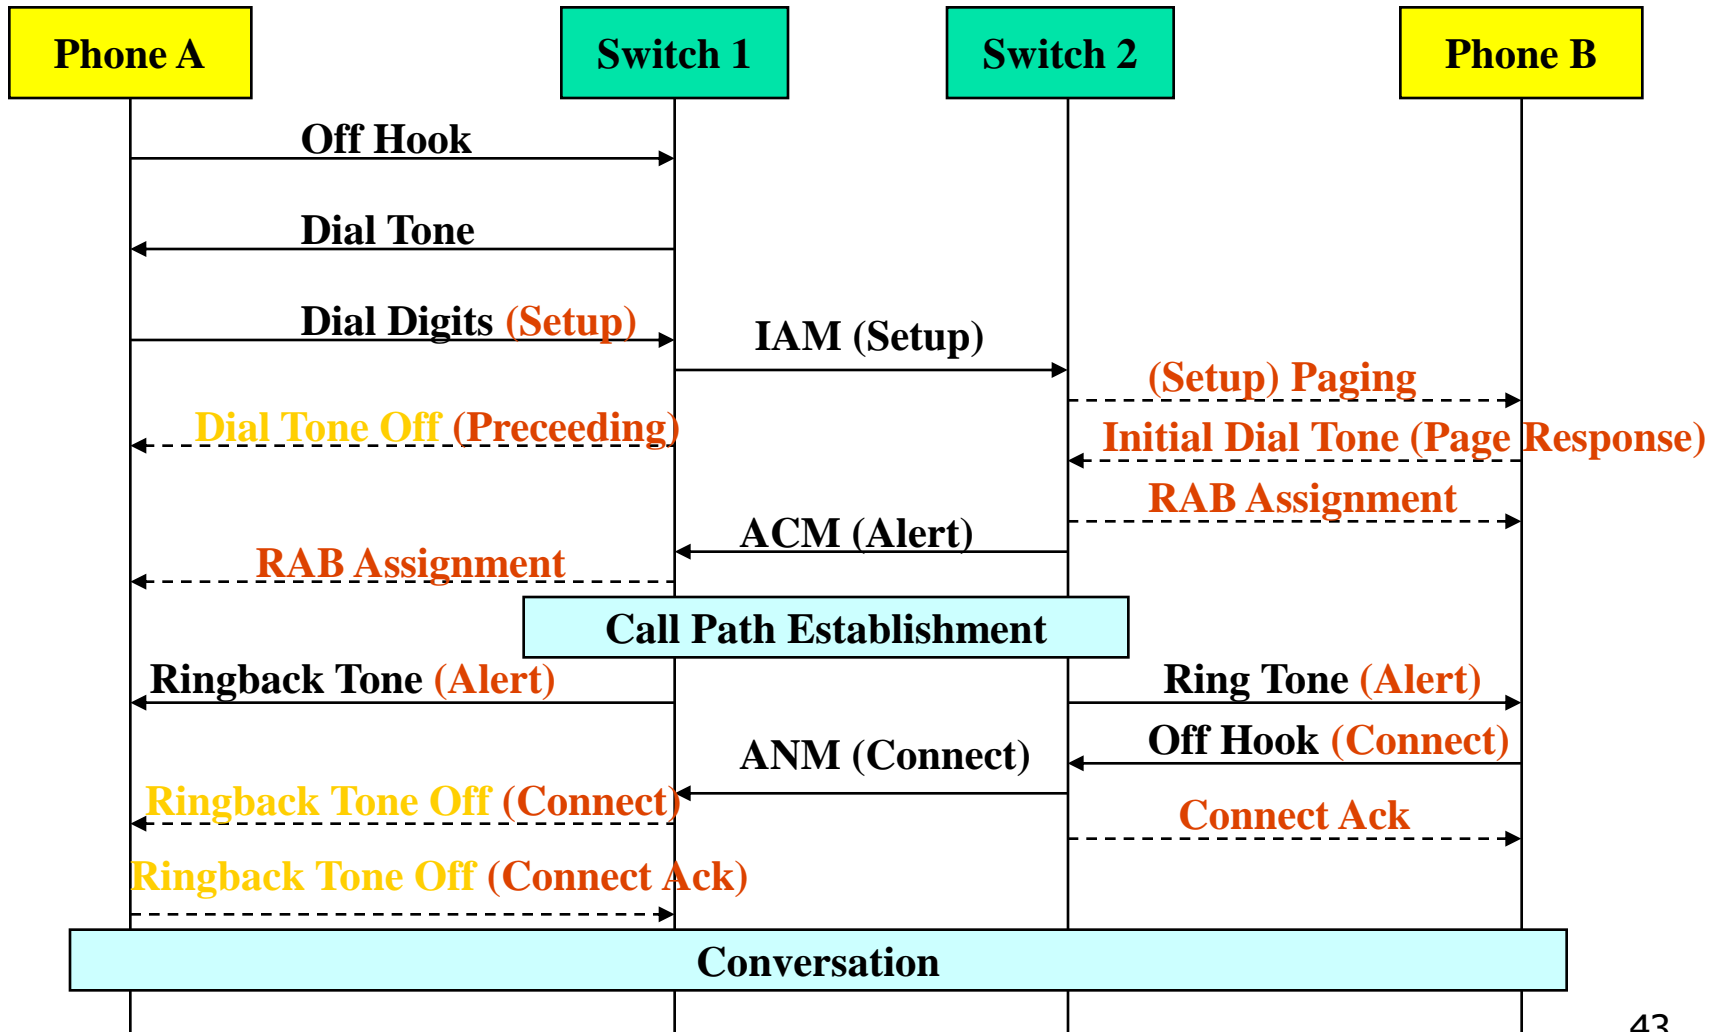 Phone A
Switch 1
Switch 2
Phone B
Off Hook
Dial Tone
Dial Digits (Setup)
IAM (Setup)
(Setup) Paging
Dial Tone Off (Preceeding)
Initial Dial Tone (Page Response)
RAB Assignment
ACM (Alert)
RAB Assignment
Call Path Establishment
Ringback Tone (Alert)
Ring Tone (Alert)
Off Hook (Connect)
ANM (Connect)
Ringback Tone Off (Connect)
Connect Ack
Ringback Tone Off (Connect Ack)
Conversation
43